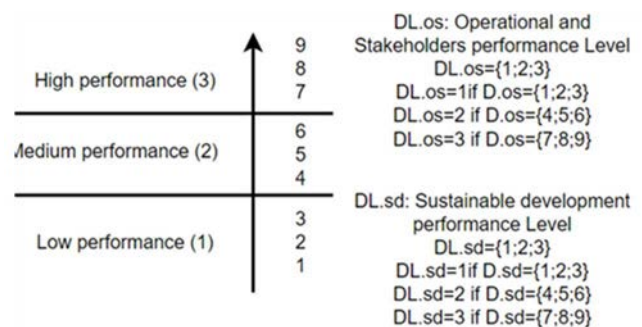 High performance (3)
Medium performance (2)
Low performance (1)
9
8
7
6
5
4
3
2
1
DL.os: Operational and
Stakeholders performance Level
DL.os={1;2;3}
DL.os=1if D.os={1;2;3}
DL.os=2 if D.os={4;5;6}
DL.os=3 if D.os={7;8;9}
DL.sd: Sustainable development
performance Level
DL.sd={1;2;3}
DL.sd=1if D.sd={1;2;3}
DL.sd=2 if D.sd={4;5;6}
DL.sd=3 if D.sd={7;8;9}